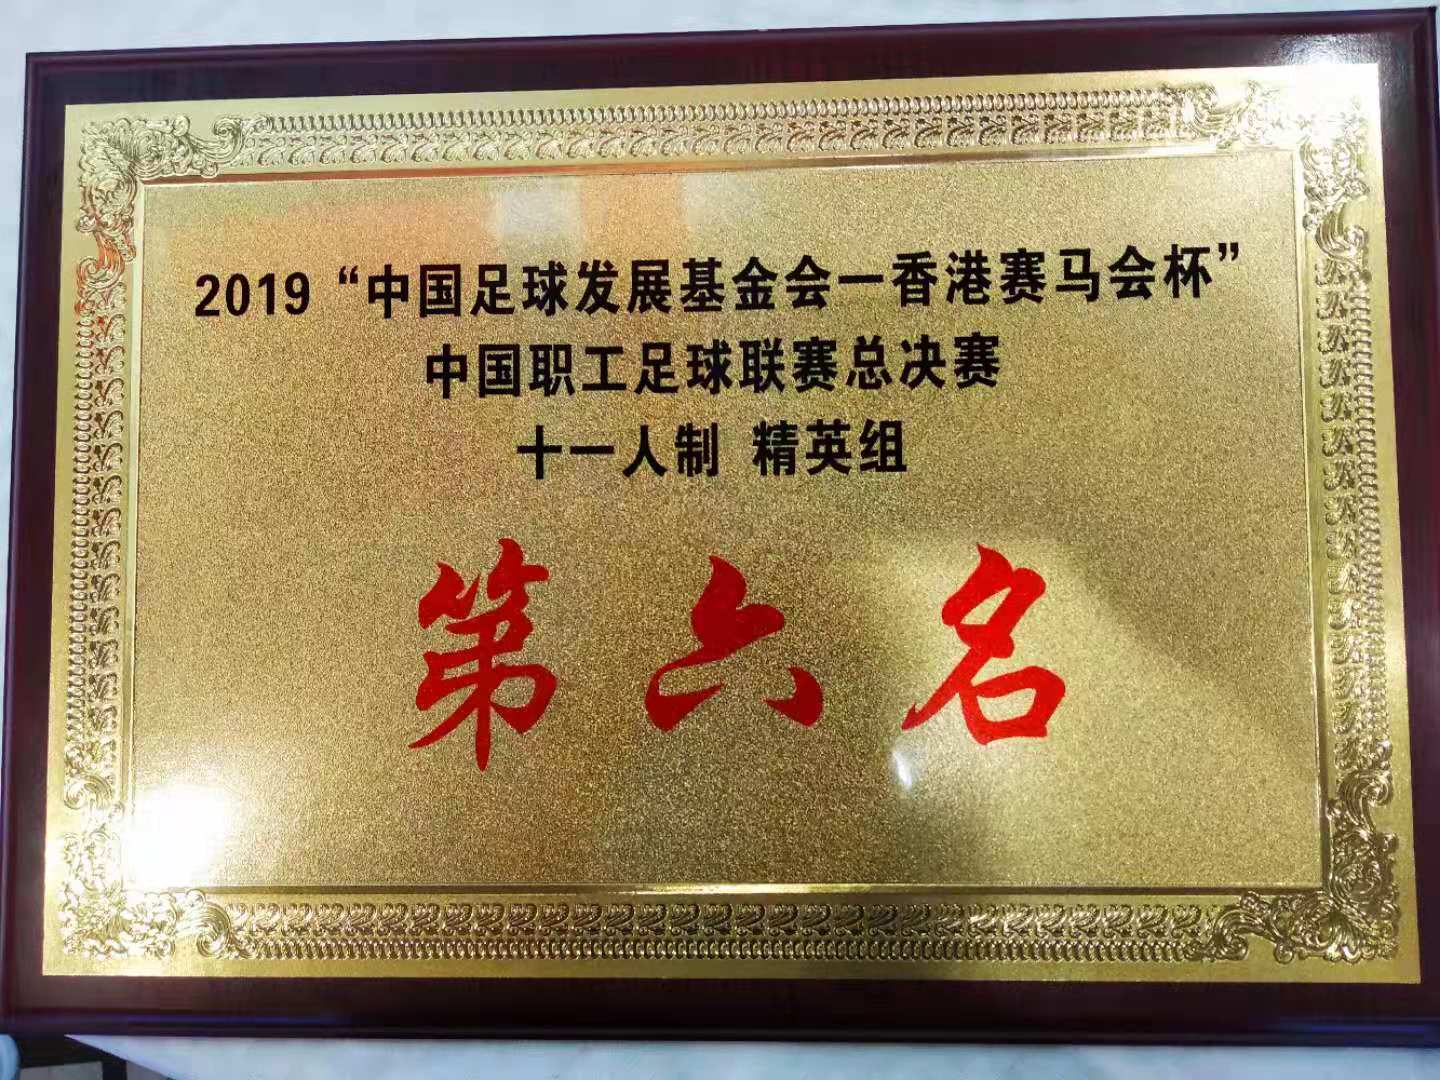 2019 “中国足球发展基金会一香港赛马会杯”
中国职工足球联赛总决赛
十一人制 精英组
第六名